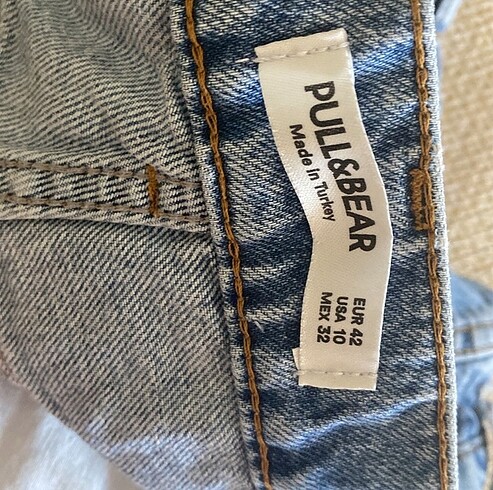 PULL&BEAR
Made in Turkey
EUR 42
USA 10
MEX 32